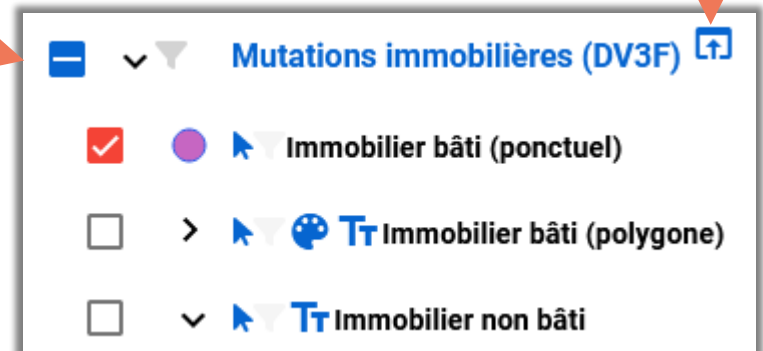 Mutations immobilières (DV3F)
Immobilier bâti (ponctuel)
Immobilier bâti (polygone)
Immobilier non bâti